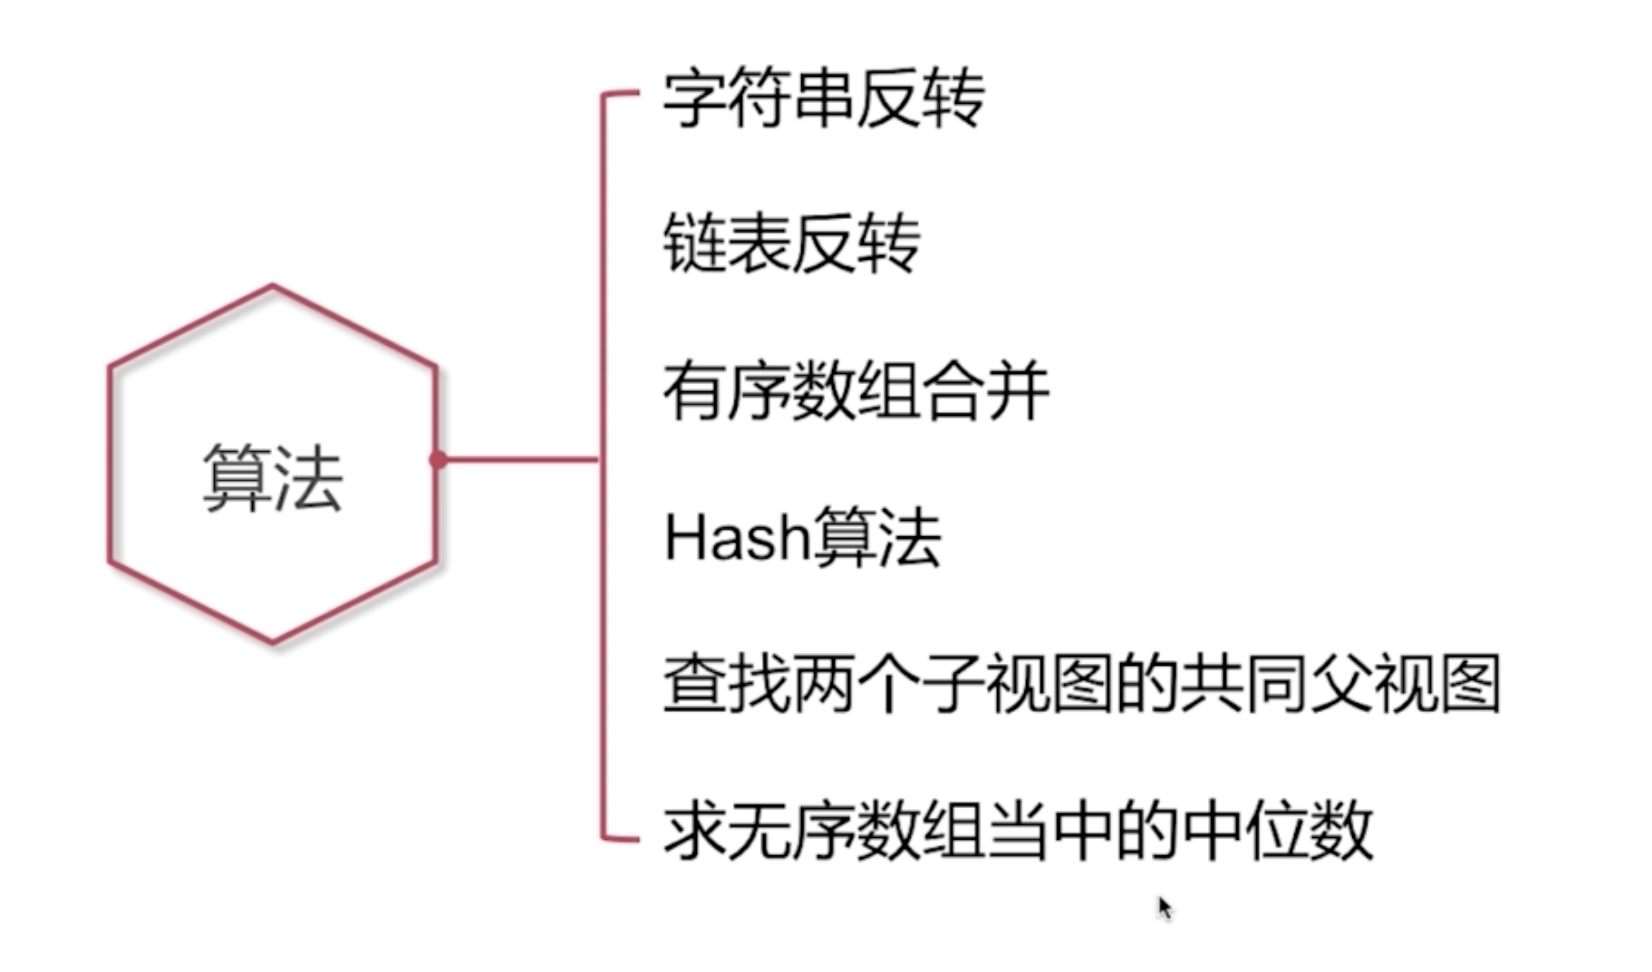 算法
字符串反转
链表反转
有序数组合并
Hash算法
查找两个子视图的共同父视图
求无序数组当中的中位数